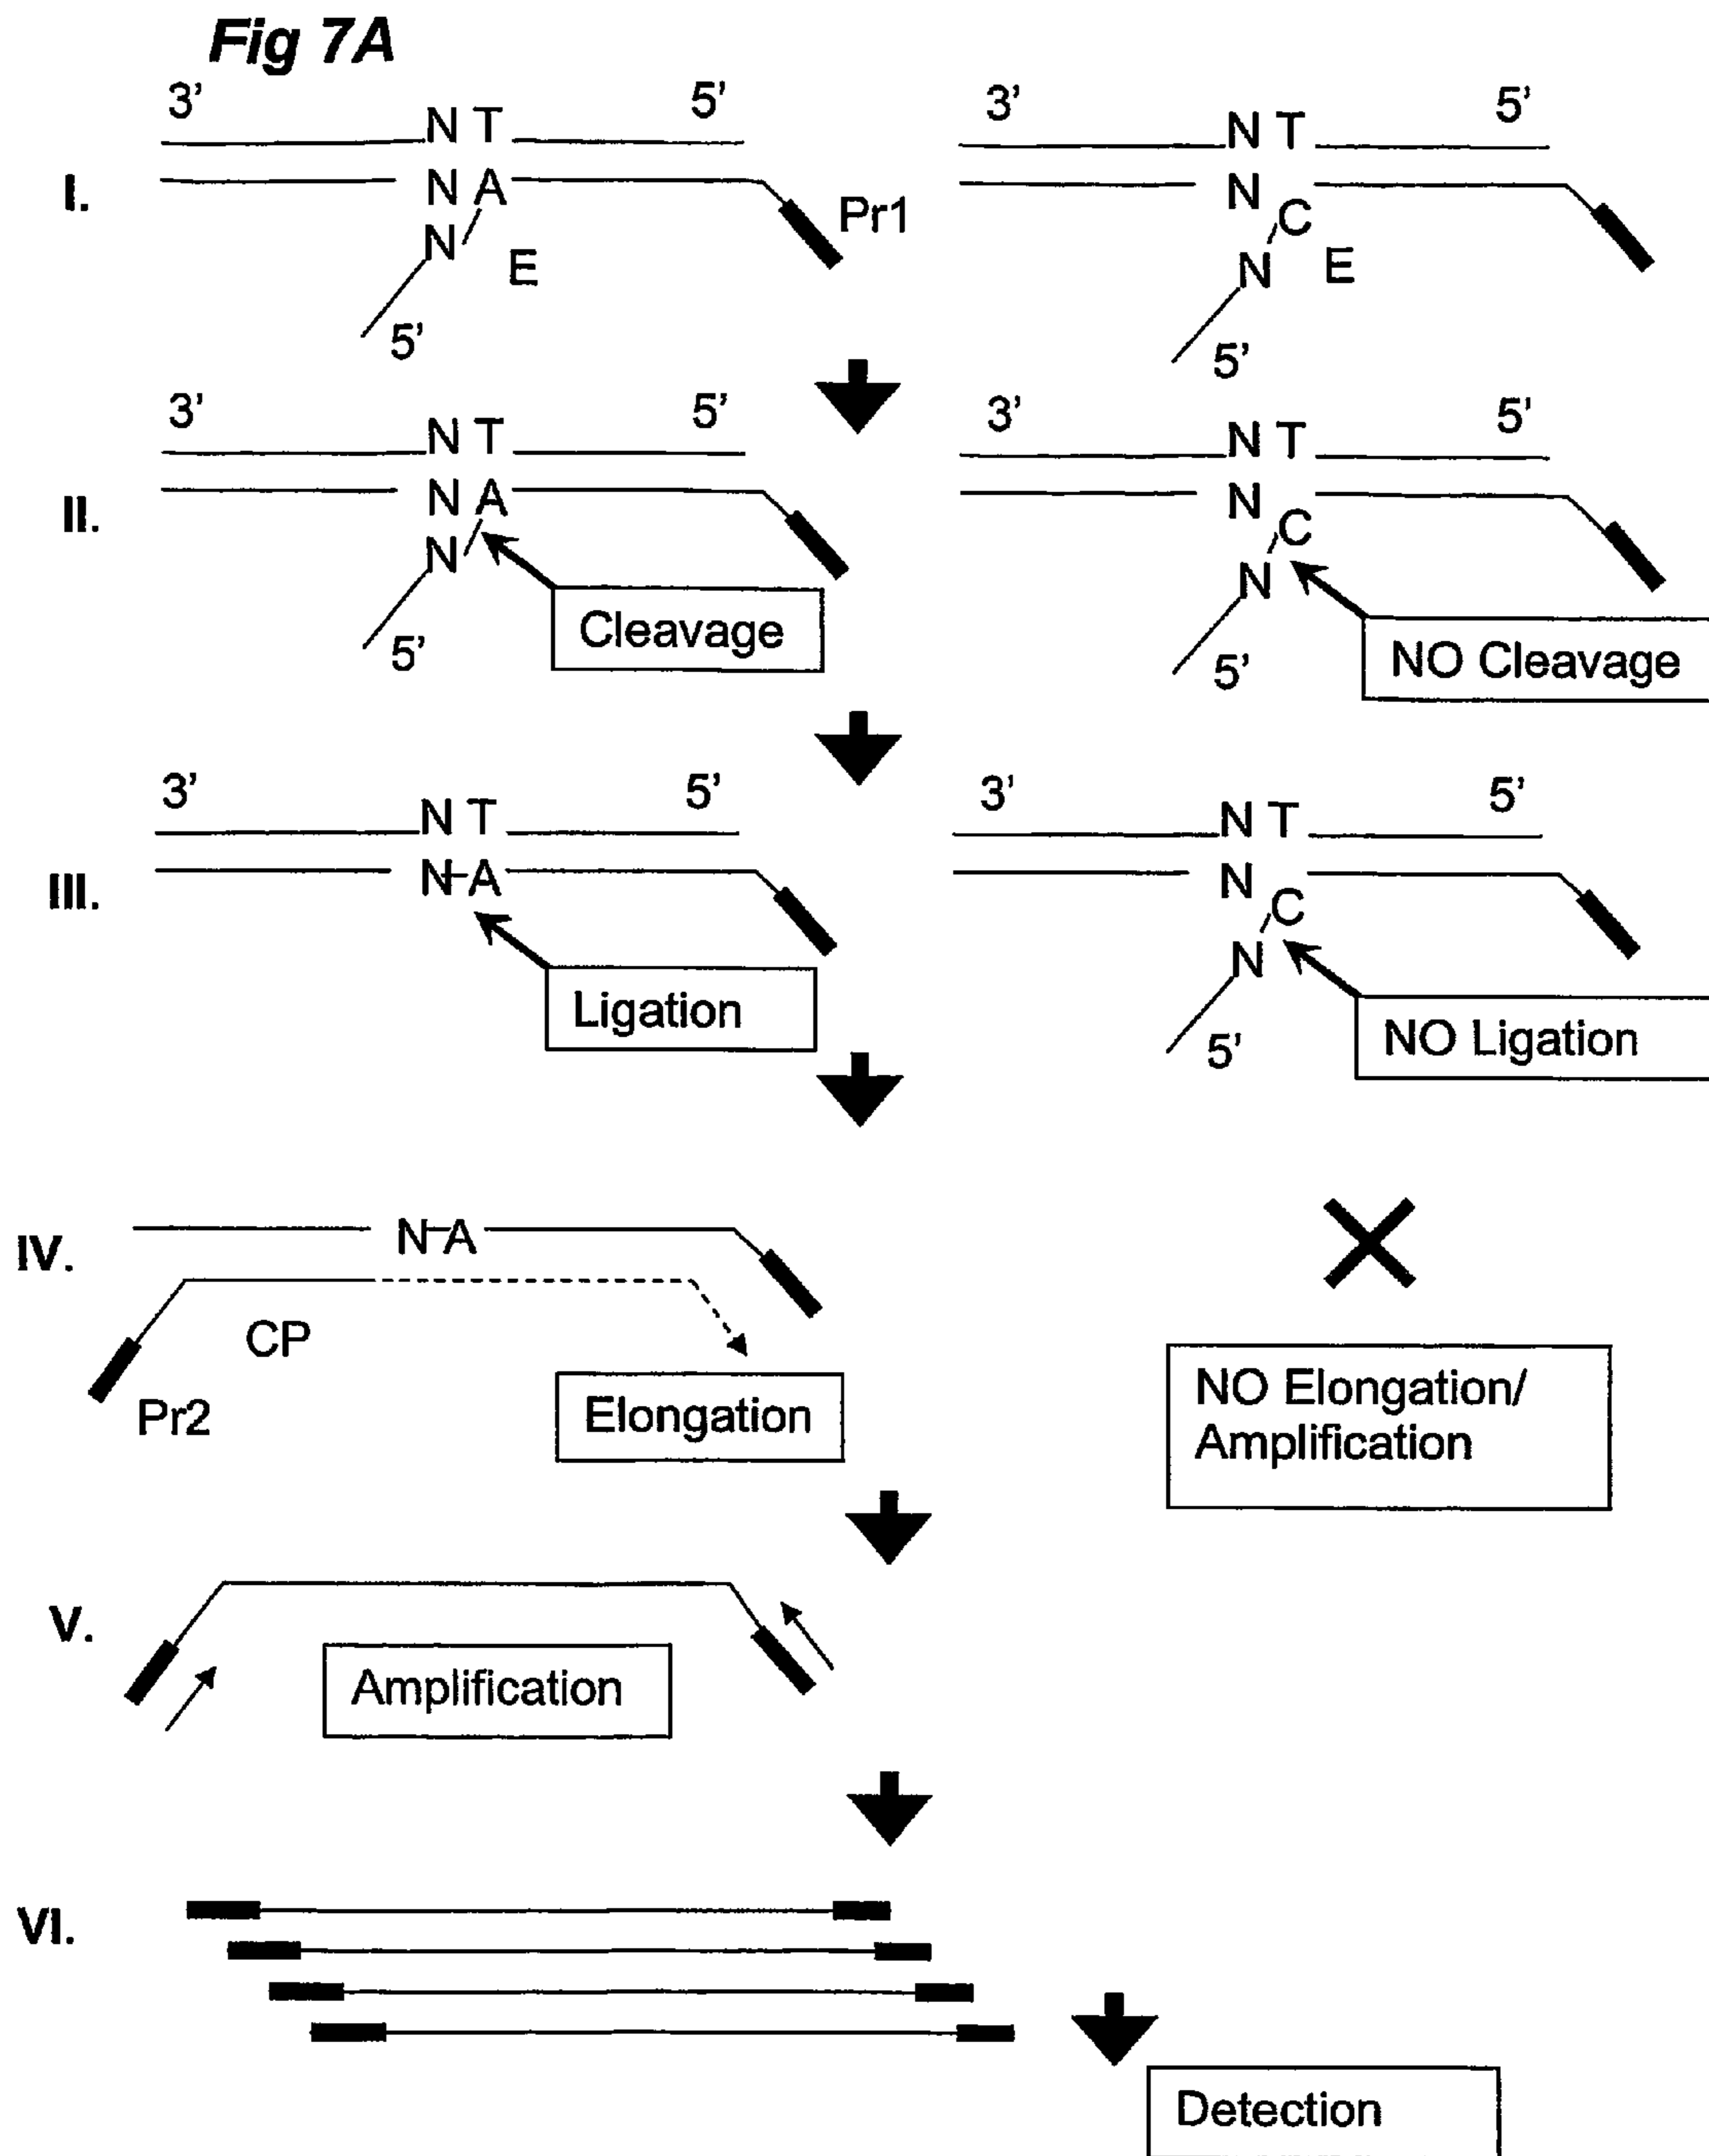 Fig 7A
3' 5' 3' 5'
N T N T
I. N A Pr1 N C
N E N E
5' 5'
3' 5' 3' 5'
N T N T
II. N A N C
N N
Cleavage
5'
NO Cleavage
5'
3' 5' 3' 5'
N T N T
III. N-A N C
N
Ligation
NO Ligation
5'
IV. N-A
CP
Pr2
Elongation
NO Elongation/
Amplification
V.
Amplification
VI.
Detection